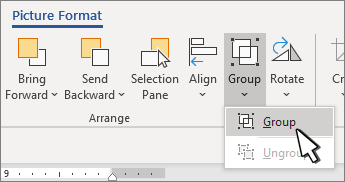 Picture Format
Bring Forward
Send Backward
Selection Pane
Align
Group
Rotate
Arrange
Group
Ungroup
9